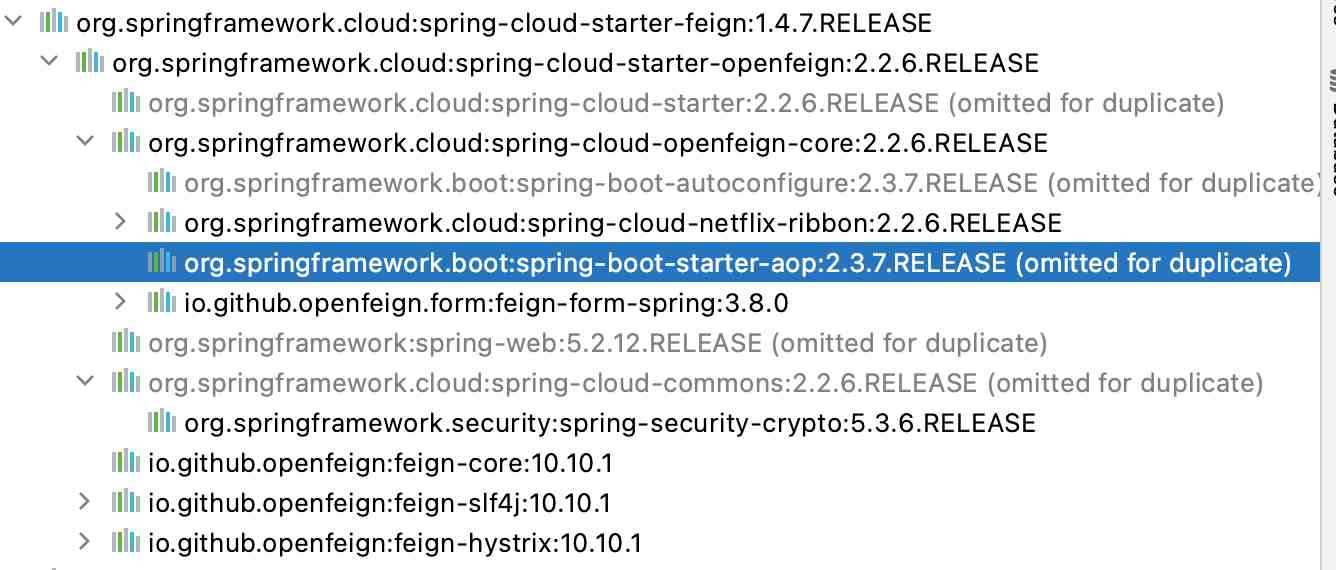 org.springframework.cloud:spring-cloud-starter-feign:1.4.7.RELEASE
org.springframework.cloud:spring-cloud-starter-openfeign:2.2.6.RELEASE
org.springframework.cloud:spring-cloud-starter:2.2.6.RELEASE (omitted for duplicate)
org.springframework.cloud:spring-cloud-openfeign-core:2.2.6.RELEASE
org.springframework.boot:spring-boot-autoconfigure:2.3.7.RELEASE (omitted for duplicate)
org.springframework.cloud:spring-cloud-netflix-ribbon:2.2.6.RELEASE
org.springframework.boot:spring-boot-starter-aop:2.3.7.RELEASE (omitted for duplicate)
io.github.openfeign.form:feign-form-spring:3.8.0
org.springframework:spring-web:5.2.12.RELEASE (omitted for duplicate)
org.springframework.cloud:spring-cloud-commons:2.2.6.RELEASE (omitted for duplicate)
org.springframework.security:spring-security-crypto:5.3.6.RELEASE
io.github.openfeign:feign-core:10.10.1
io.github.openfeign:feign-slf4j:10.10.1
io.github.openfeign:feign-hystrix:10.10.1